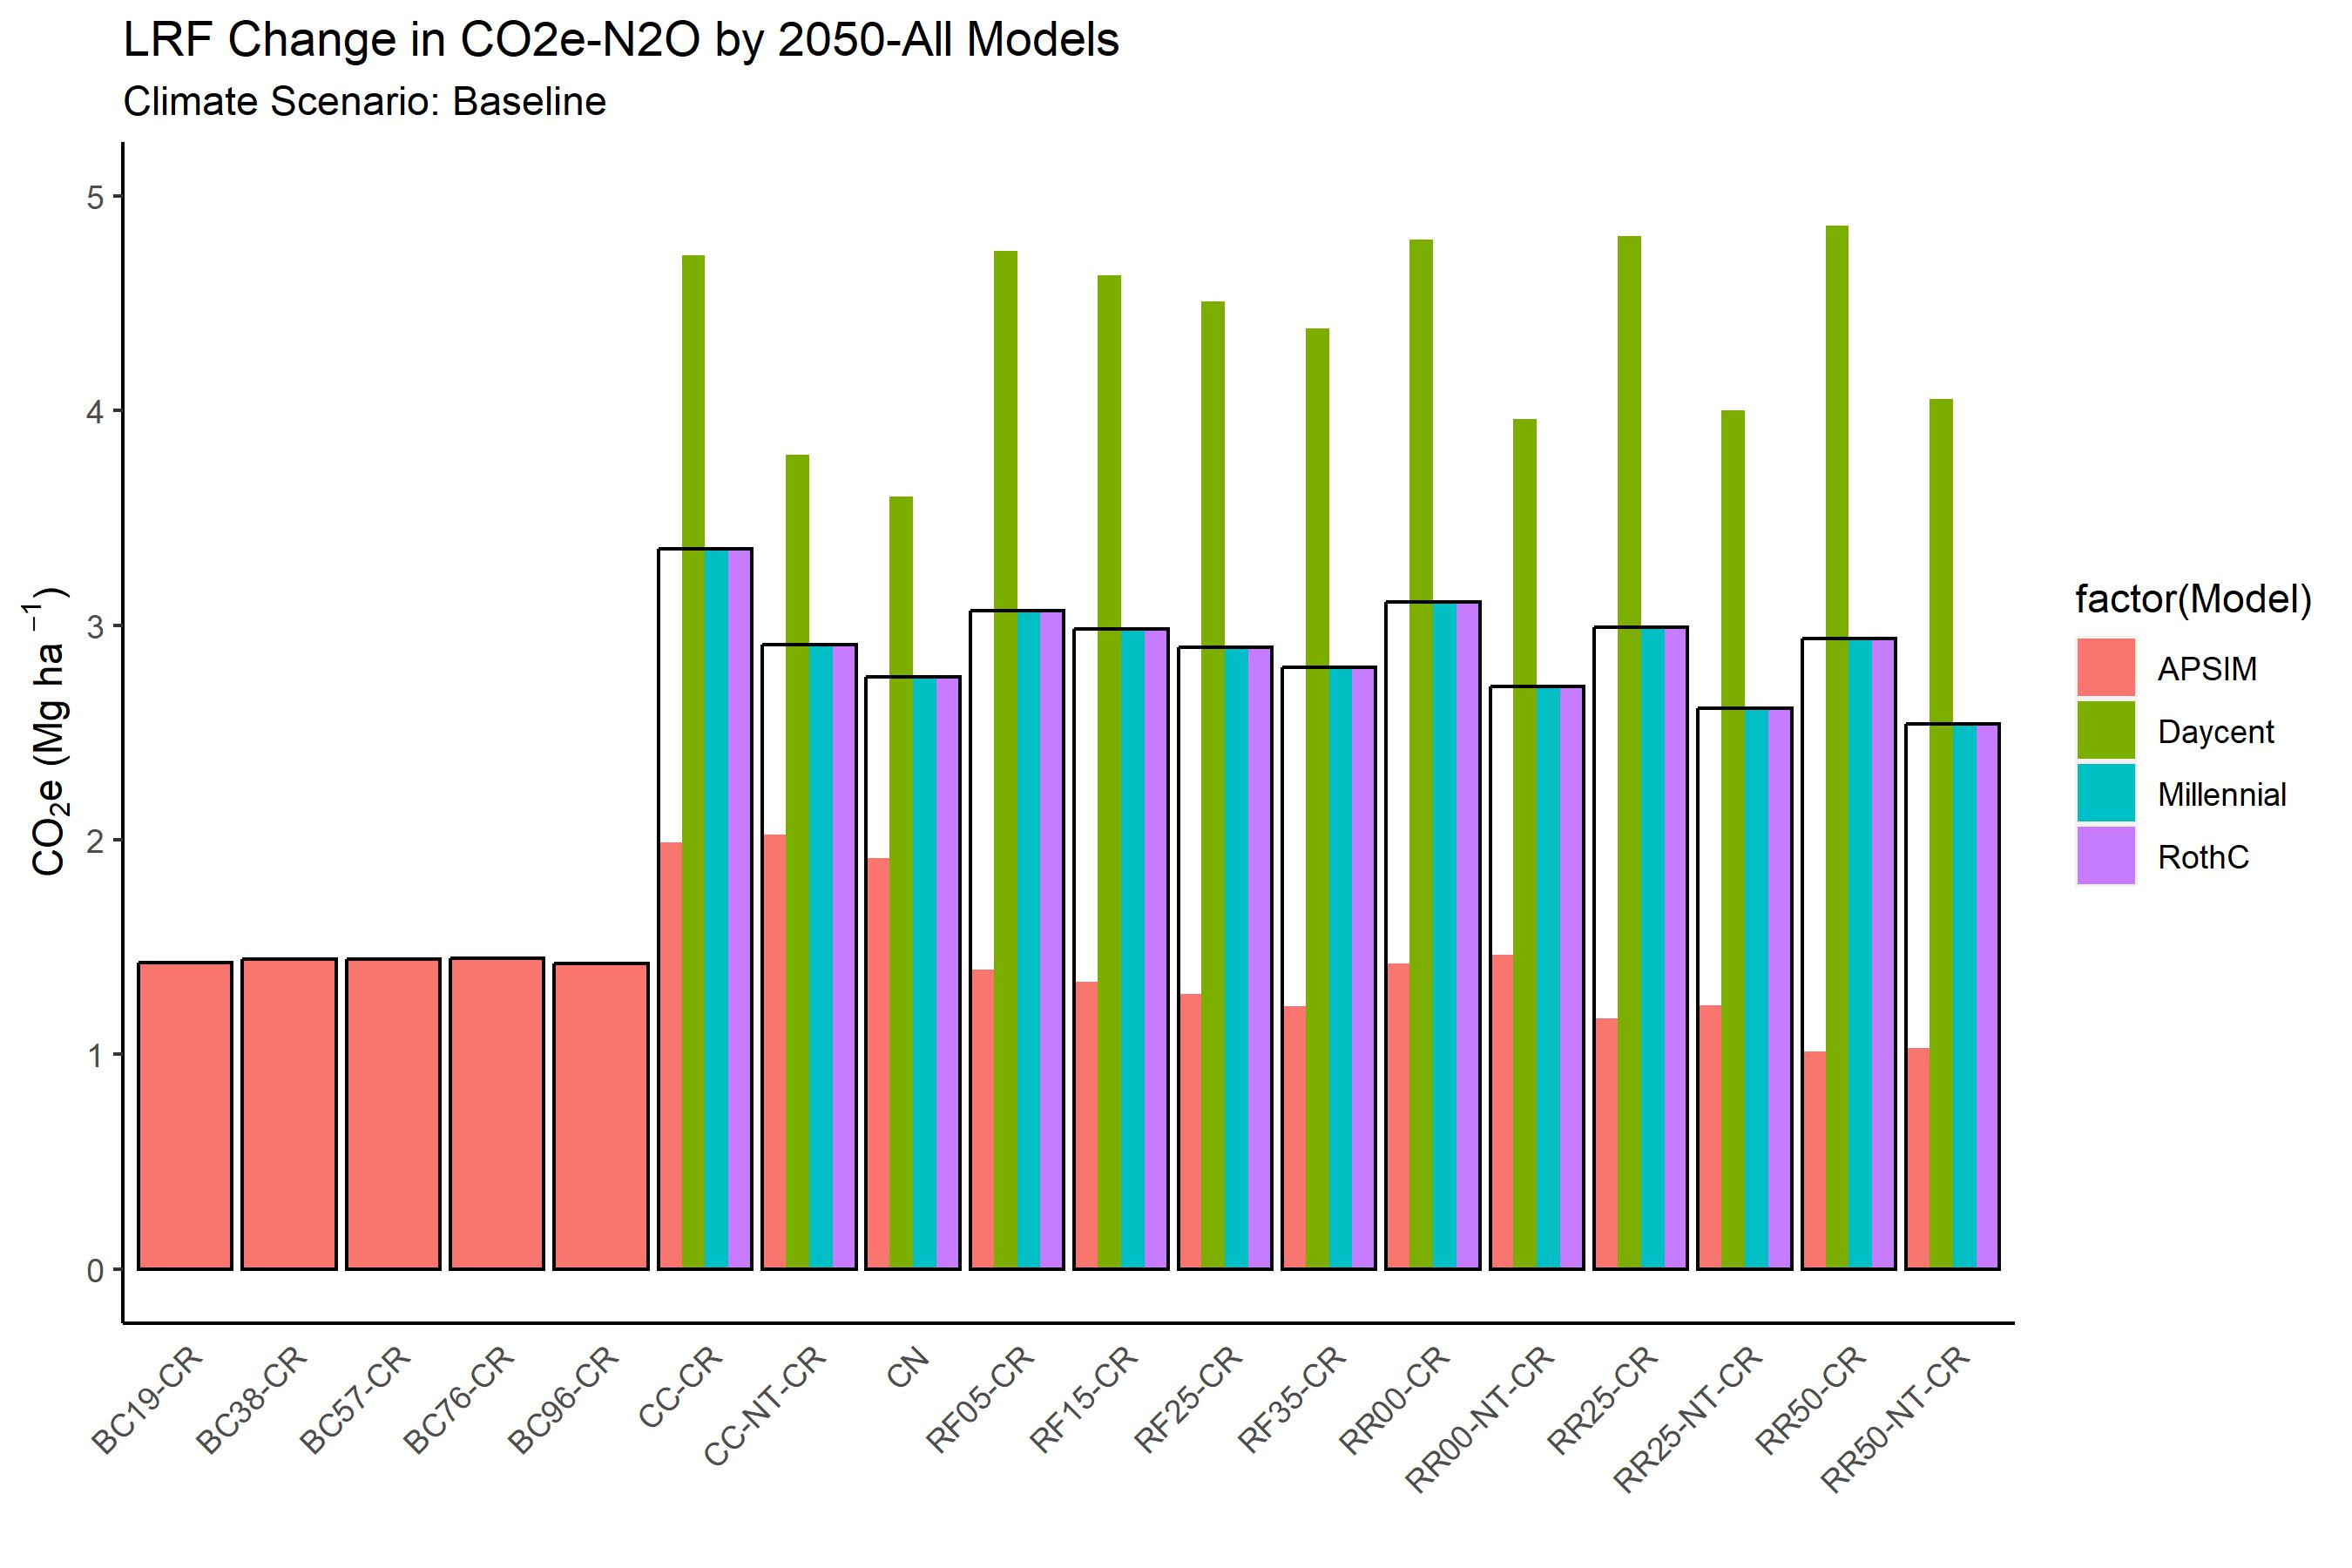 LRF Change in CO2e-N2O by 2050-All Models
Climate Scenario: Baseline
CO₂e (Mg ha ⁻¹)
5
4
3
2
1
0
BC19-CR
BC38-CR
BC57-CR
BC76-CR
BC96-CR
CC-CR
CC-NT-CR
CN
RF05-CR
RF15-CR
RF25-CR
RF35-CR
RR00-CR
RR00-NT-CR
RR25-CR
RR25-NT-CR
RR50-CR
RR50-NT-CR
factor(Model)
APSIM
Daycent
Millennial
RothC